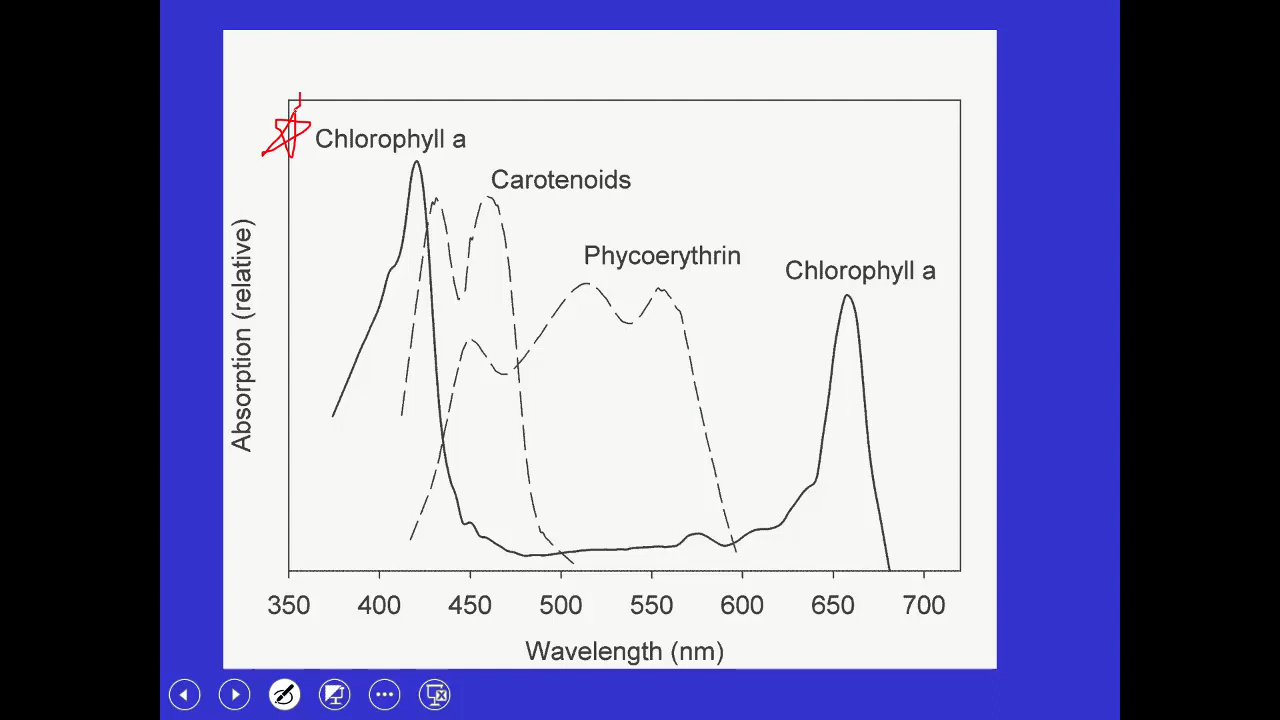 Chlorophyll a
Carotenoids
Phycoerythrin
Chlorophyll a
Absorption (relative)
350 400 450 500 550 600 650 700
Wavelength (nm)